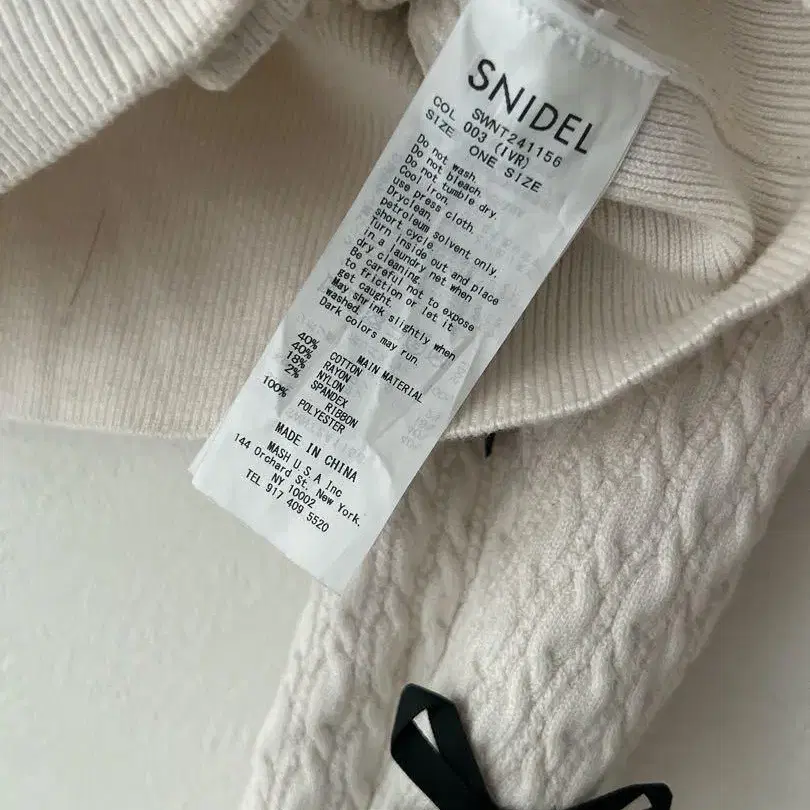 SNIDEL
SWNT241156
COL 003 (IVR)
SIZE ONE SIZE
Do not wash.
Do not bleach.
Do not tumble dry.
Cool iron.
use press cloth.
Dryclean.
petroleum solvent only.
short cycle.
Turn inside out and place
in a laundry net when
dry cleaning.
Be careful not to expose
to friction or let it
get caught.
May shrink slightly when
washed.
Dark colors may run.
MAIN MATERIAL
40% COTTON
40% RAYON
18% NYLON
2% SPANDEX
RIBBON
100% POLYESTER
MADE IN CHINA
MASH U.S.A Inc
144 Orchard St. New York.
NY 10002
TEL 917 409 5520